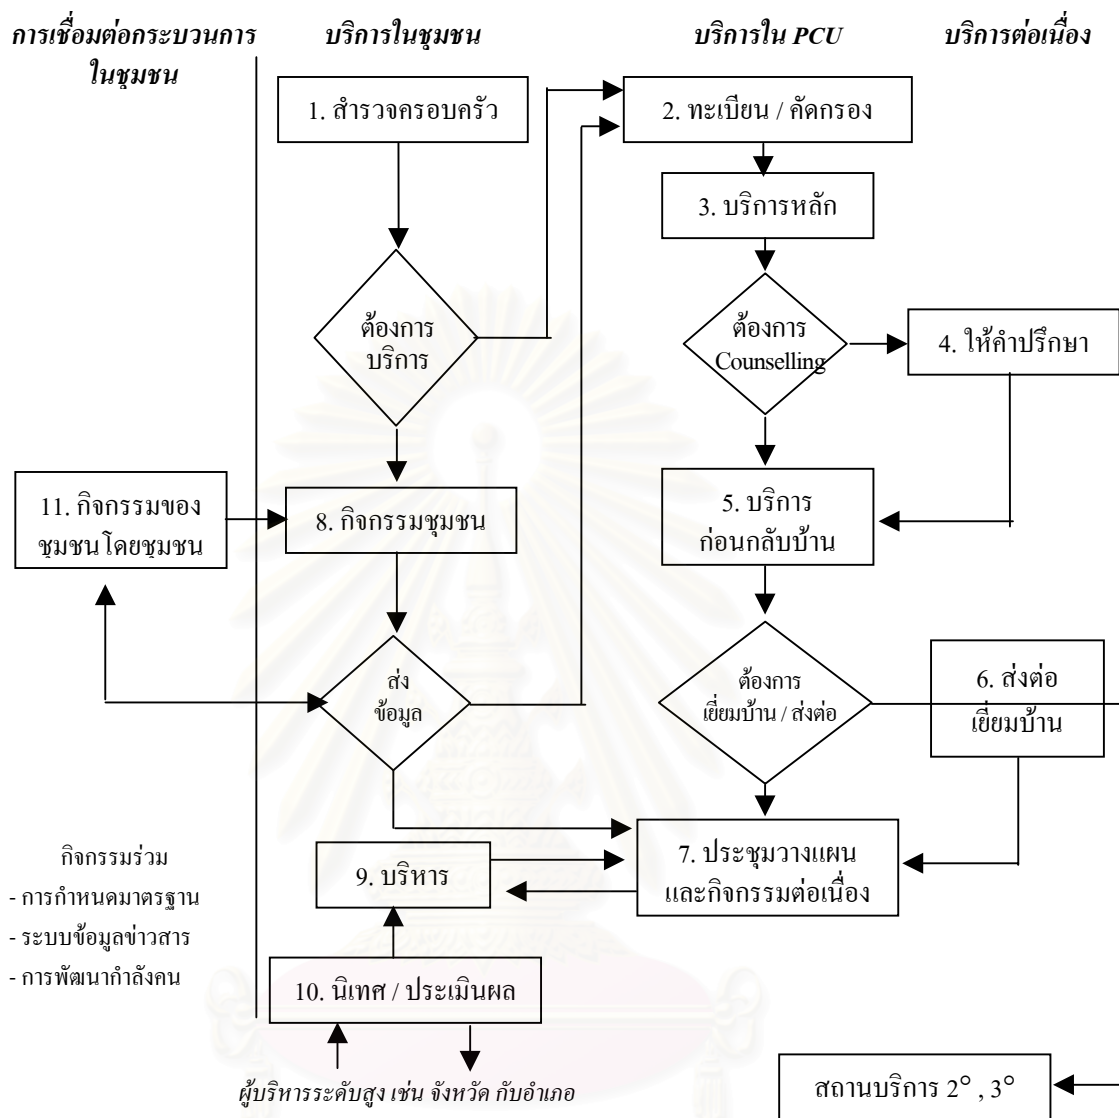 การเชื่อมต่อกระบวนการ
ในชุมชน
บริการในชุมชน
บริการใน PCU
บริการต่อเนื่อง
1. สำรวจครอบครัว
2. ทะเบียน / คัดกรอง
3. บริการหลัก
ต้องการ
บริการ
ต้องการ
Counselling
4. ให้คำปรึกษา
11. กิจกรรมของ
ชุมชนโดยชุมชน
8. กิจกรรมชุมชน
5. บริการ
ก่อนกลับบ้าน
ส่ง
ข้อมูล
ต้องการ
เยี่ยมบ้าน / ส่งต่อ
6. ส่งต่อ
เยี่ยมบ้าน
7. ประชุมวางแผน
และกิจกรรมต่อเนื่อง
9. บริหาร
กิจกรรมร่วม
- การกำหนดมาตรฐาน
- ระบบข้อมูลข่าวสาร
- การพัฒนากำลังคน
10. นิเทศ / ประเมินผล
ผู้บริหารระดับสูง เช่น จังหวัด กับอำเภอ
สถานบริการ 2° , 3°